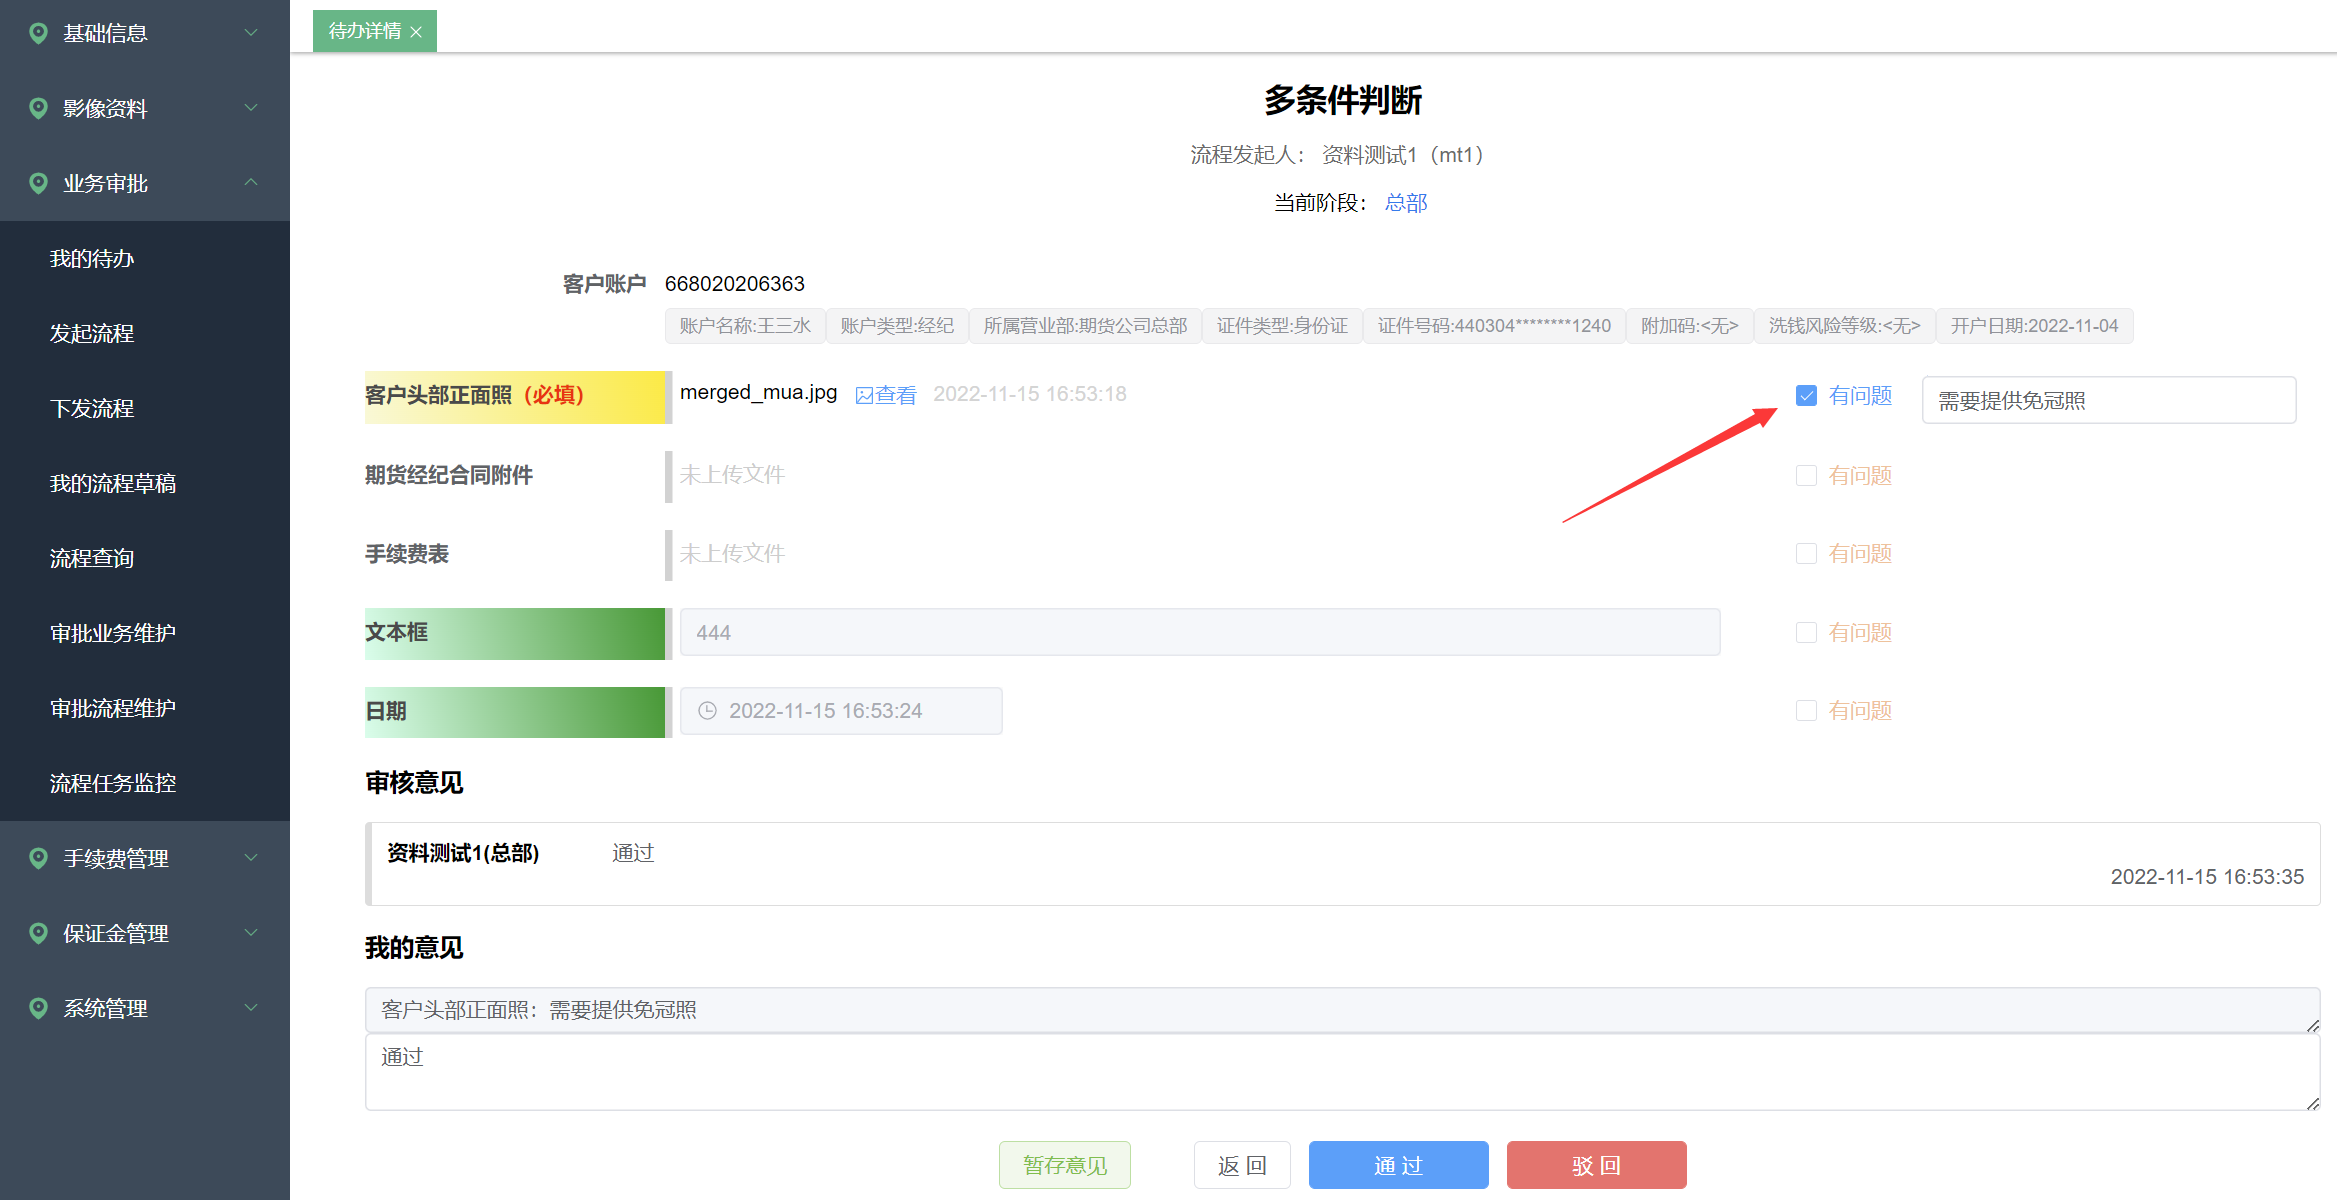 基础信息
影像资料
业务审批
我的待办
发起流程
下发流程
我的流程草稿
流程查询
审批业务维护
审批流程维护
流程任务监控
手续费管理
保证金管理
系统管理
待办详情
多条件判断
流程发起人： 资料测试1（mt1）
当前阶段： 总部
客户账户 668020206363
账户名称:王三水 账户类型:经纪 所属营业部:期货公司总部 证件类型:身份证 证件号码:440304********1240 附加码:<无> 洗钱风险等级:<无> 开户日期:2022-11-04
客户头部正面照（必填） merged_mua.jpg 查看 2022-11-15 16:53:18 有问题 需要提供免冠照
期货经纪合同附件 未上传文件 有问题
手续费表 未上传文件 有问题
文本框 444 有问题
日期 2022-11-15 16:53:24 有问题
审核意见
资料测试1(总部) 通过
2022-11-15 16:53:35
我的意见
客户头部正面照：需要提供免冠照
通过
暂存意见 返 回 通 过 驳 回